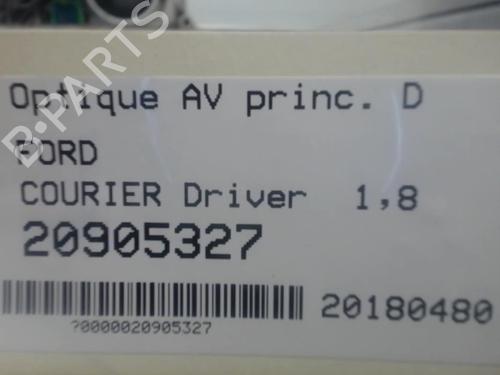 Optique AV princ. D
FORD
COURIER Driver 1,8
20905327
20180480
?0000020905327
B-PARTS